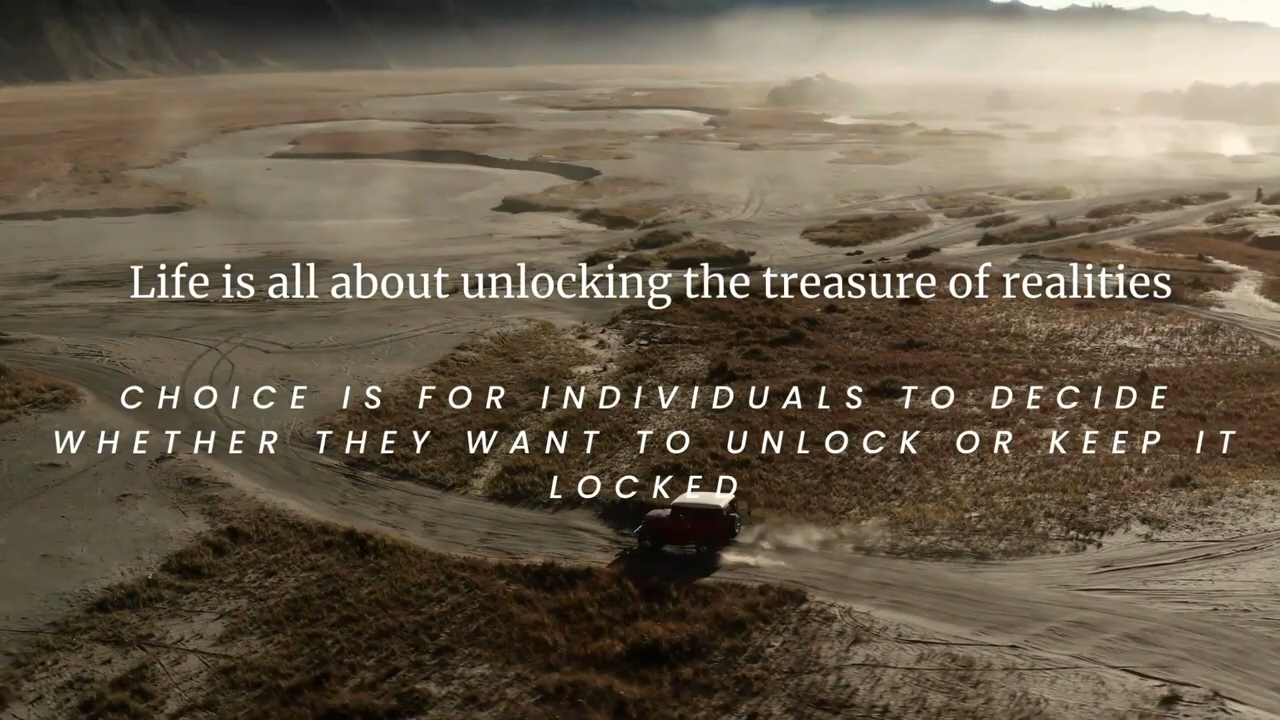 Life is all about unlocking the treasure of realities
CHOICE IS FOR INDIVIDUALS TO DECIDE
WHETHER THEY WANT TO UNLOCK OR KEEP IT
LOCKED